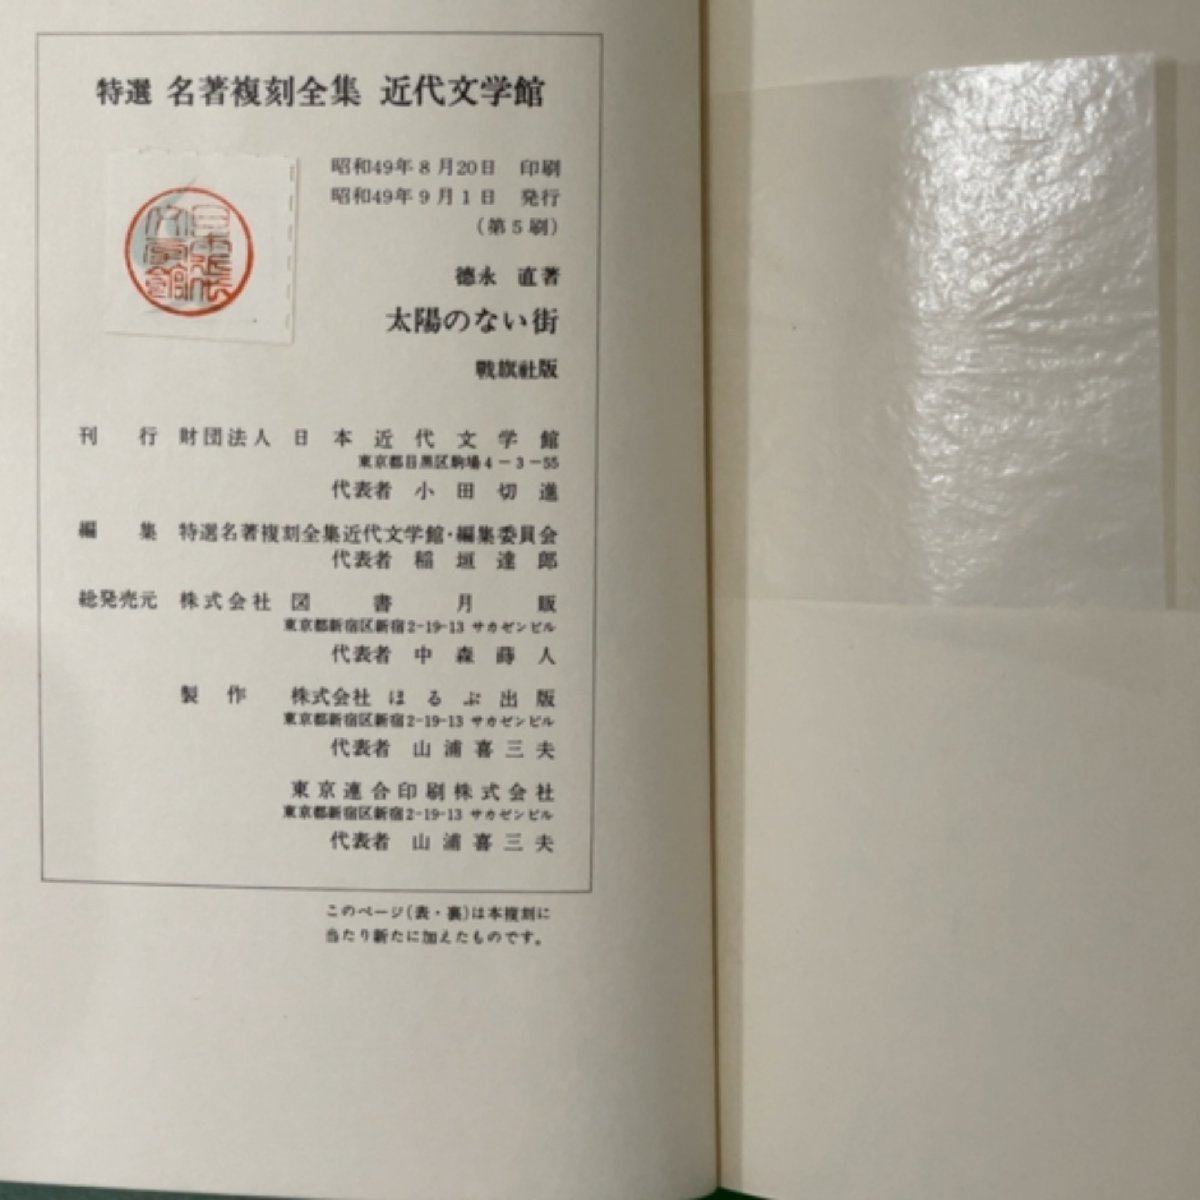 特選 名著複刻全集 近代文学館
昭和49年8月20日 印刷
昭和49年9月1日 発行
(第5刷)
徳永 直著
太陽のない街
戰旗社版
刊行 財団法人 日本近代文学館
東京都目黒区駒場4-3-55
代表者 小田切進
編集 特選名著複刻全集近代文学館・編集委員会
代表者 稲垣達郎
総発売元 株式会社 図書月販
東京都新宿区新宿2-19-13 サカゼンビル
代表者 中森蒔人
製作 株式会社 ほるぷ出版
東京都新宿区新宿2-19-13 サカゼンビル
代表者 山浦喜三夫
東京連合印刷株式会社
東京都新宿区新宿2-19-13 サカゼンビル
代表者 山浦喜三夫
このページ(表・裏)は本複刻に
当たり新たに加えたものです。